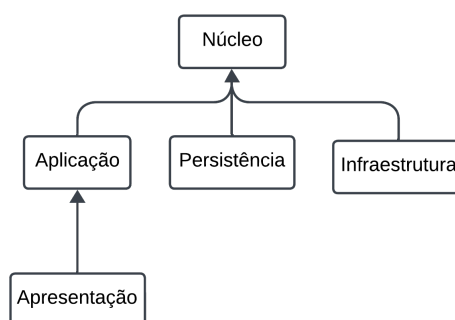 Núcleo
Aplicação
Persistência
Infraestrutura
Apresentação